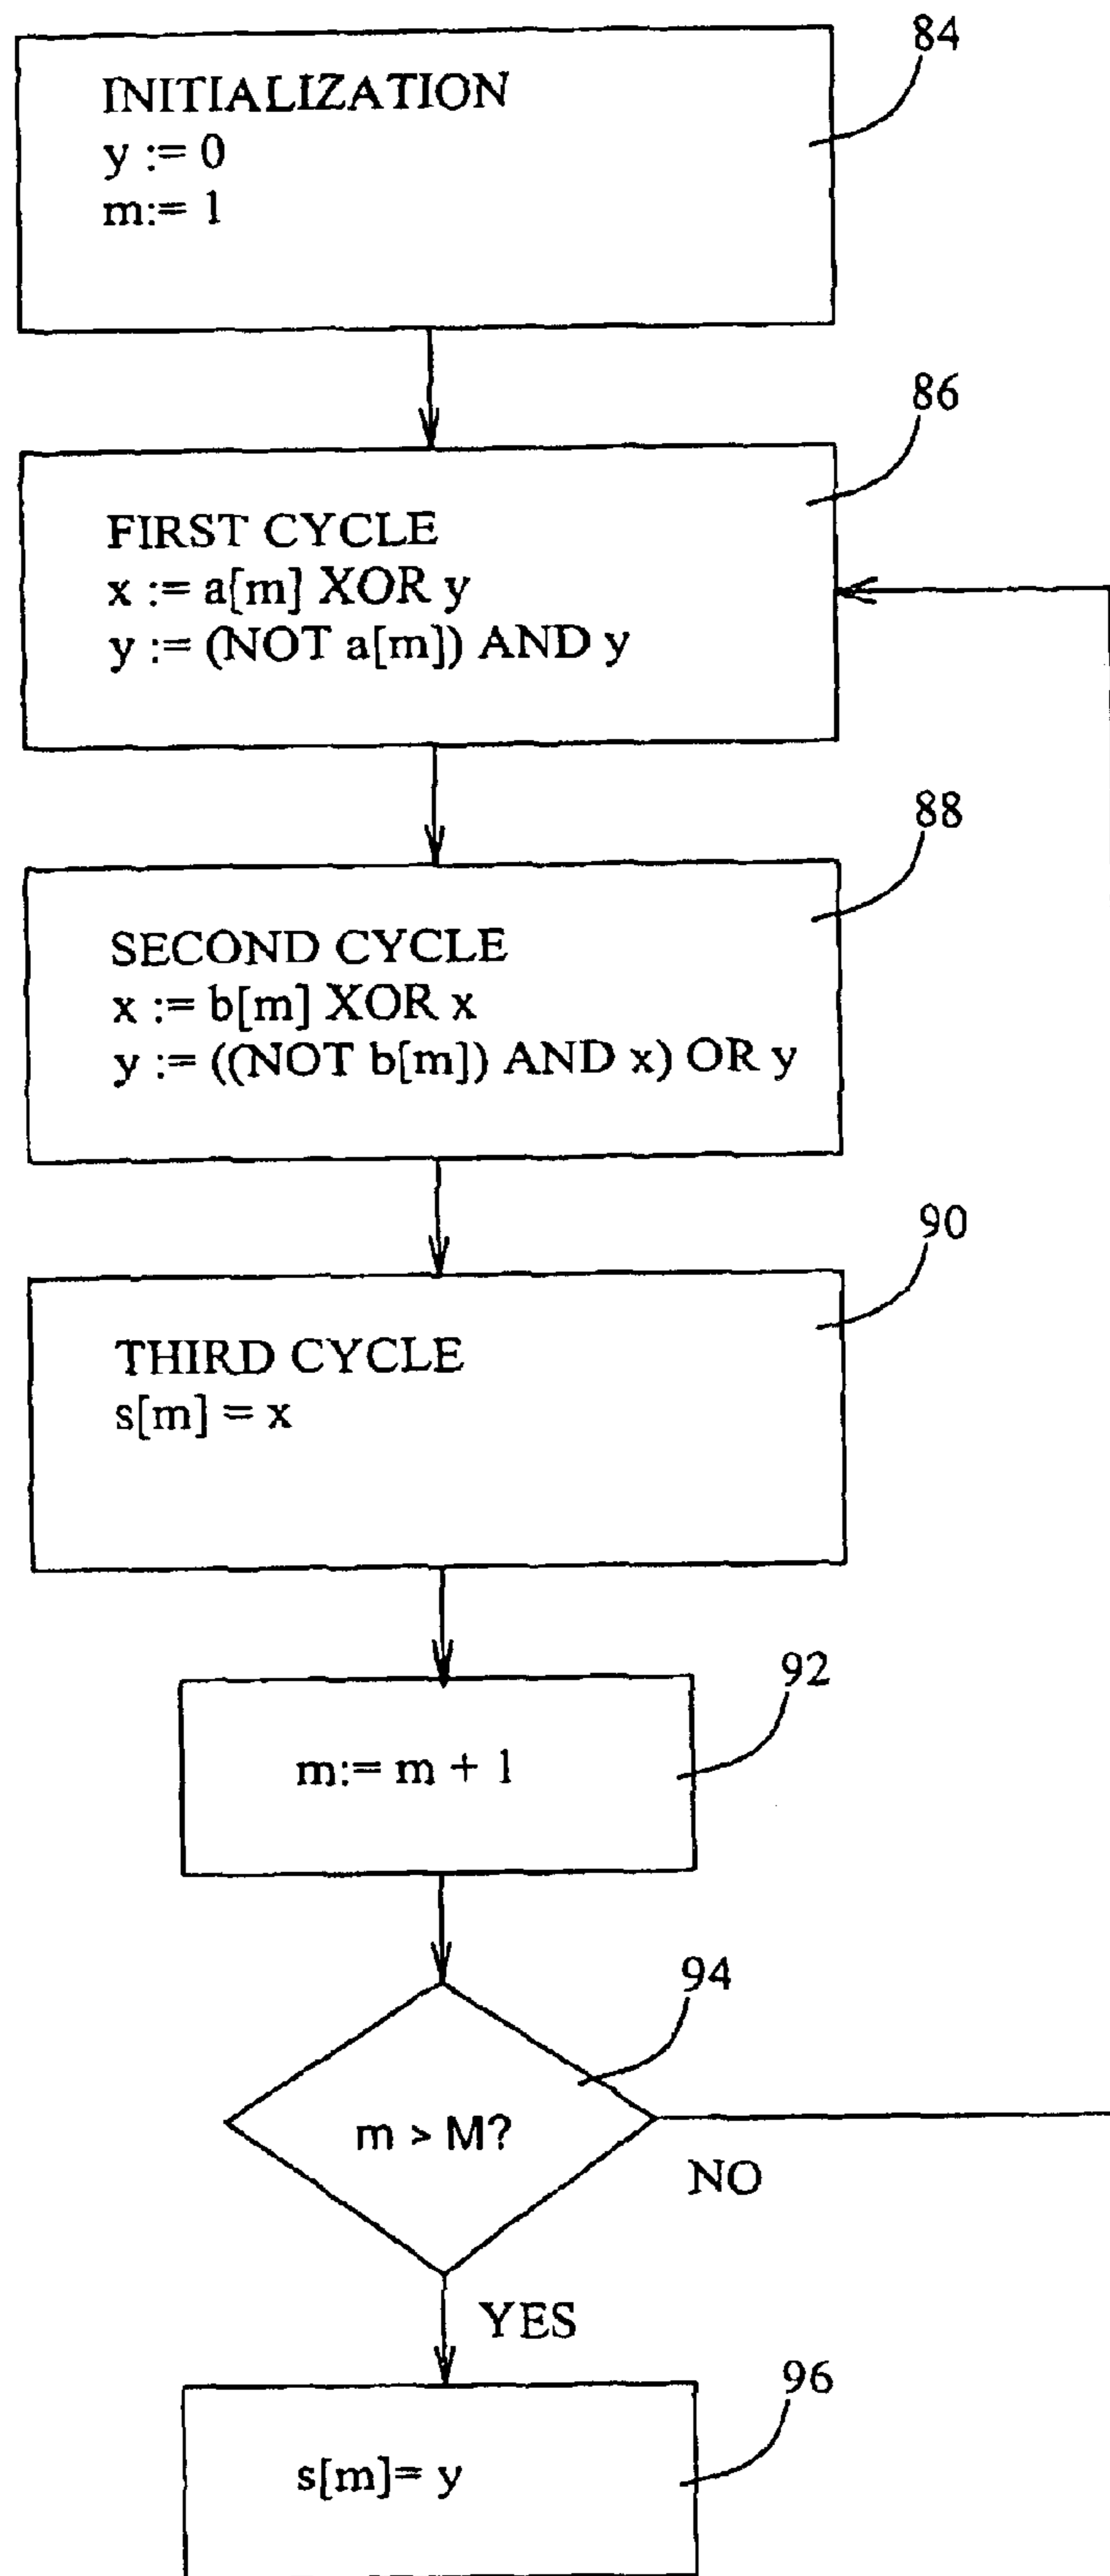 84
INITIALIZATION
y := 0
m:= 1
86
FIRST CYCLE
x := a[m] XOR y
y := (NOT a[m]) AND y
88
SECOND CYCLE
x := b[m] XOR x
y := ((NOT b[m]) AND x) OR y
90
THIRD CYCLE
s[m] = x
92
m:= m + 1
94
m > M?
NO
YES
96
s[m]= y